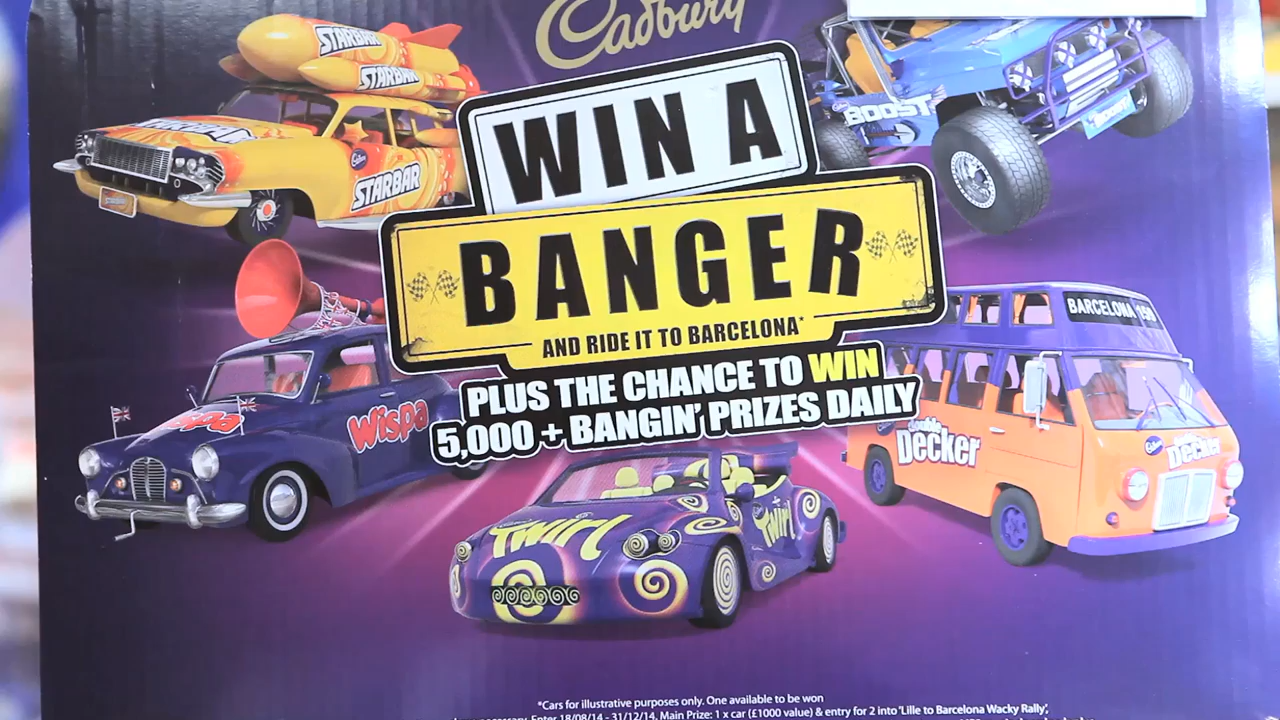 Cadbury
STARBAR
STARBAR
STARBAR
STARBAR
BOOST
WIN A
BANGER
AND RIDE IT TO BARCELONA*
PLUS THE CHANCE TO WIN
5,000 + BANGIN' PRIZES DAILY
BARCELONA
Wispa
Double
Decker
Decker
Twirl
Twirl
*Cars for illustrative purposes only. One available to be won
necessary. Enter 18/08/14 - 31/12/14. Main Prize: 1 x car (£1000 value) & entry for 2 into 'Lille to Barcelona Wacky Rally',